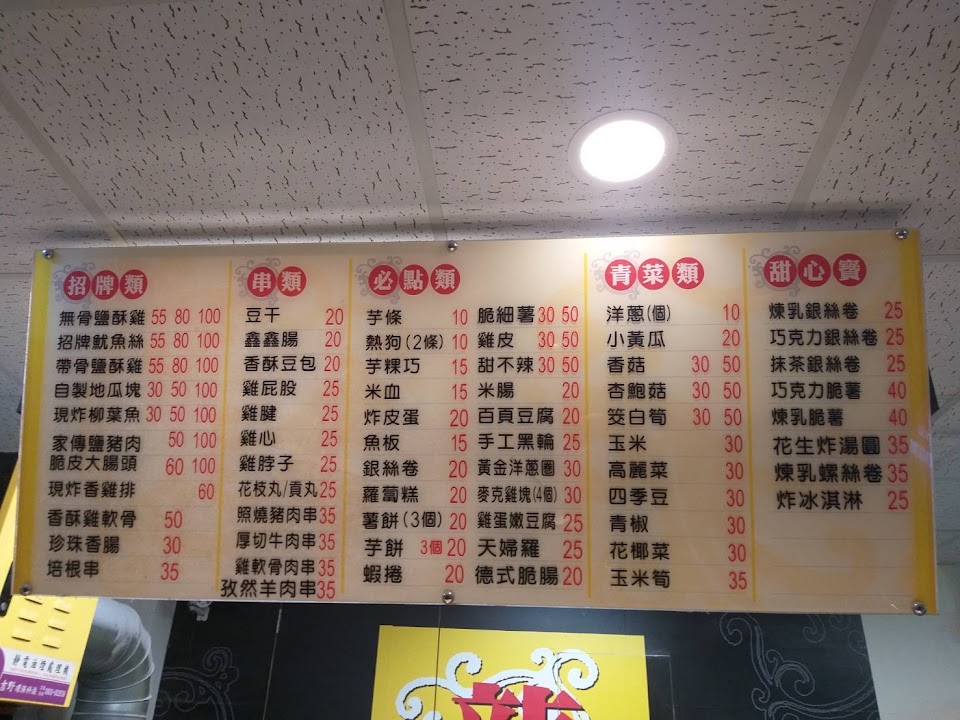 招牌類
無骨鹽酥雞 55 80 100
招牌魷魚絲 55 80 100
帶骨鹽酥雞 55 80 100
自製地瓜塊 30 50 100
現炸柳葉魚 30 50 100
家傳鹽豬肉 50 100
脆皮大腸頭 60 100
現炸香雞排 60
香酥雞軟骨 50
珍珠香腸 30
培根串 35
串類
豆干 20
鑫鑫腸 20
香酥豆包 20
雞屁股 25
雞腱 25
雞心 25
雞脖子 25
花枝丸/貢丸 25
照燒豬肉串 35
厚切牛肉串 35
雞軟骨肉串 35
孜然羊肉串 35
必點類
芋條 10
熱狗(2條) 10
芋粿巧 15
米血 15
炸皮蛋 20
魚板 15
銀絲卷 20
蘿蔔糕 20
薯餅(3個) 20
芋餅 3個 20
蝦捲 20
脆細薯 30 50
雞皮 30 50
甜不辣 30 50
米腸 20
百頁豆腐 20
手工黑輪 25
黃金洋蔥圈 30
麥克雞塊(4個) 30
雞蛋嫩豆腐 25
天婦羅 25
德式脆腸 20
青菜類
洋蔥(個) 10
小黃瓜 20
香菇 30 50
杏鮑菇 30 50
筊白筍 30 50
玉米 30
高麗菜 30
四季豆 30
青椒 30
花椰菜 30
玉米筍 35
甜心寶
煉乳銀絲卷 25
巧克力銀絲卷 25
抹茶銀絲卷 25
巧克力脆薯 40
煉乳脆薯 40
花生炸湯圓 35
煉乳螺絲卷 35
炸冰淇淋 25
靜電油煙處理機
吉野環保科技